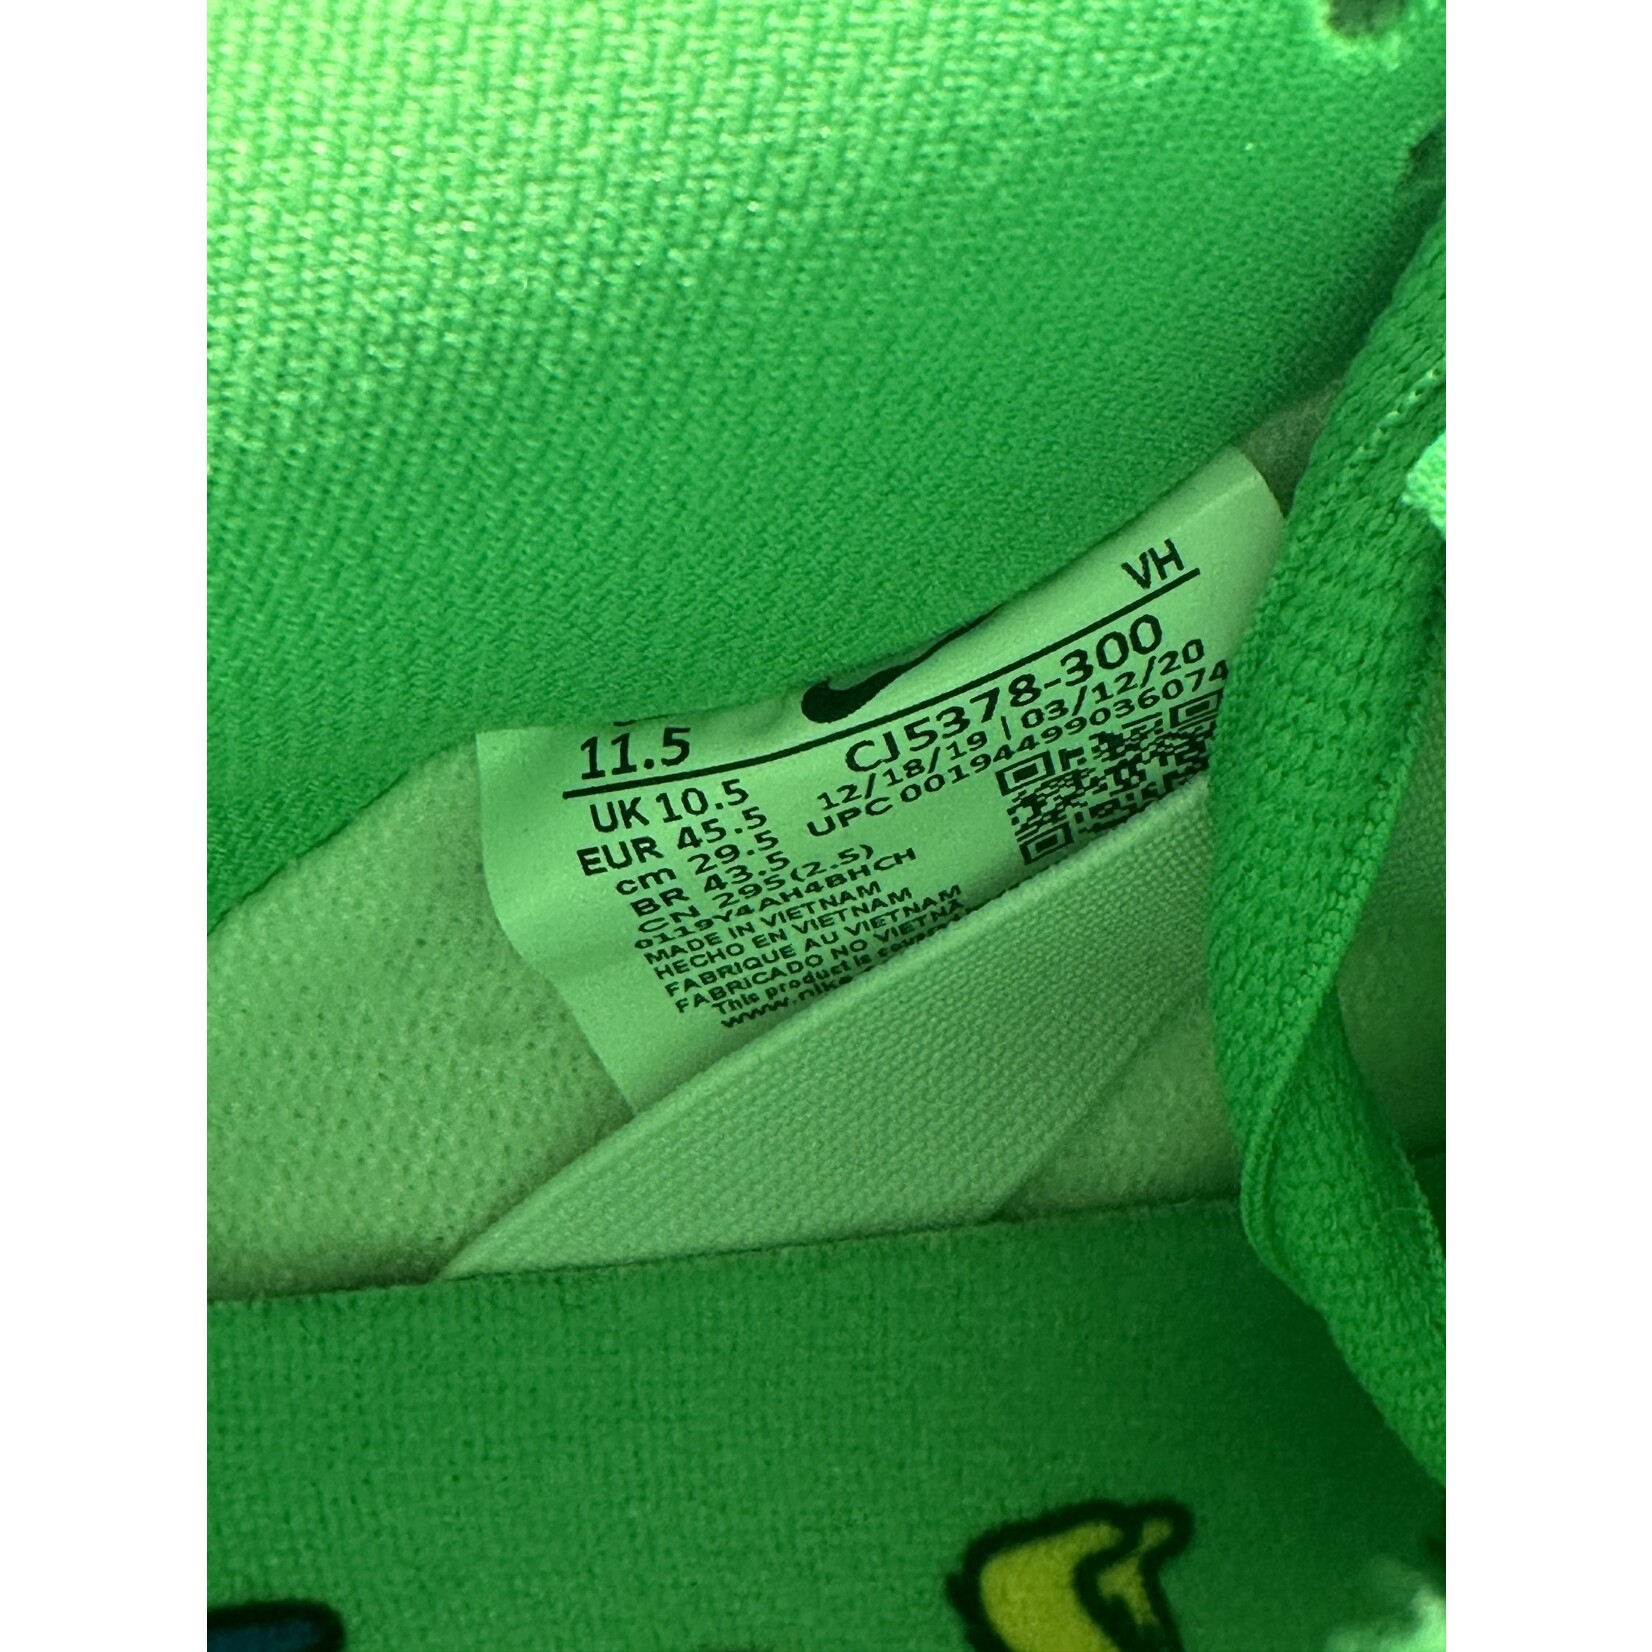 VH
11.5
UK 10.5
EUR 45.5
cm 29.5
BR 43.5
CN 295(2.5)
0119Y4AH4BHCH
MADE IN VIETNAM
HECHO EN VIETNAM
FABRIQUE AU VIETNAM
FABRICADO NO VIETNA
This product is
www.nike
CJ5378-300
12/18/19 | 03/12/20
UPC 00194499036074